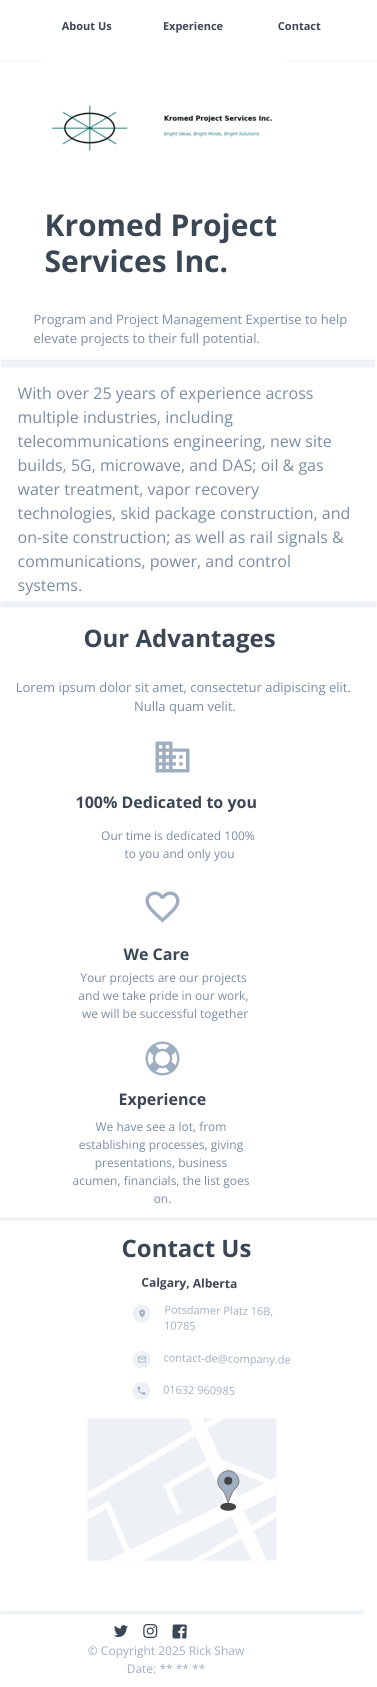 About Us Experience Contact
Kromed Project Services Inc.
Bright Ideas, Bright Minds, Bright Solutions
Kromed Project
Services Inc.
Program and Project Management Expertise to help
elevate projects to their full potential.
With over 25 years of experience across
multiple industries, including
telecommunications engineering, new site
builds, 5G, microwave, and DAS; oil & gas
water treatment, vapor recovery
technologies, skid package construction, and
on-site construction; as well as rail signals &
communications, power, and control
systems.
Our Advantages
Lorem ipsum dolor sit amet, consectetur adipiscing elit.
Nulla quam velit.
100% Dedicated to you
Our time is dedicated 100%
to you and only you
We Care
Your projects are our projects
and we take pride in our work,
we will be successful together
Experience
We have see a lot, from
establishing processes, giving
presentations, business
acumen, financials, the list goes
on.
Contact Us
Calgary, Alberta
Potsdamer Platz 16B,
10785
contact-de@company.de
01632 960985
© Copyright 2025 Rick Shaw
Date: ** ** **